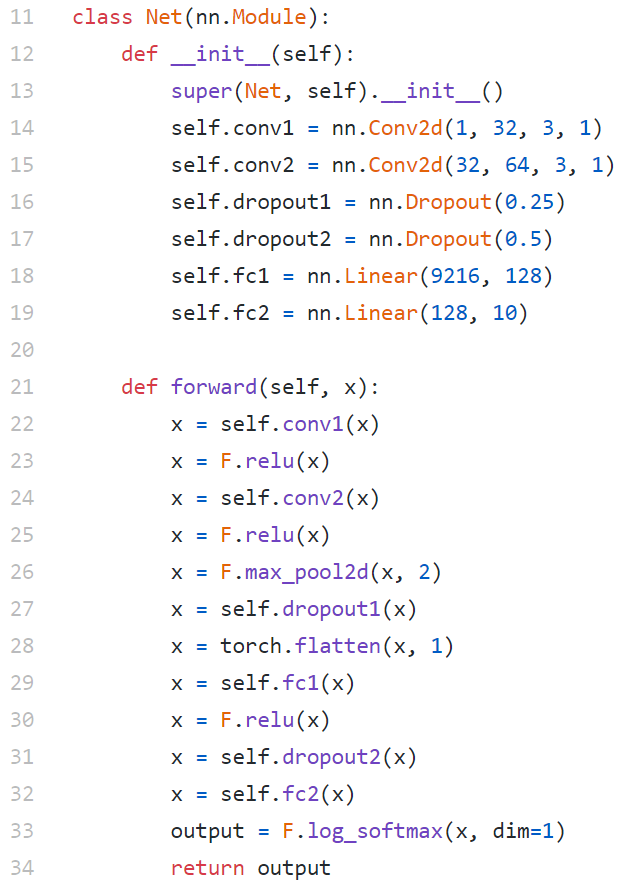 11 class Net(nn.Module):
12     def __init__(self):
13         super(Net, self).__init__()
14         self.conv1 = nn.Conv2d(1, 32, 3, 1)
15         self.conv2 = nn.Conv2d(32, 64, 3, 1)
16         self.dropout1 = nn.Dropout(0.25)
17         self.dropout2 = nn.Dropout(0.5)
18         self.fc1 = nn.Linear(9216, 128)
19         self.fc2 = nn.Linear(128, 10)
20
21     def forward(self, x):
22         x = self.conv1(x)
23         x = F.relu(x)
24         x = self.conv2(x)
25         x = F.relu(x)
26         x = F.max_pool2d(x, 2)
27         x = self.dropout1(x)
28         x = torch.flatten(x, 1)
29         x = self.fc1(x)
30         x = F.relu(x)
31         x = self.dropout2(x)
32         x = self.fc2(x)
33         output = F.log_softmax(x, dim=1)
34         return output